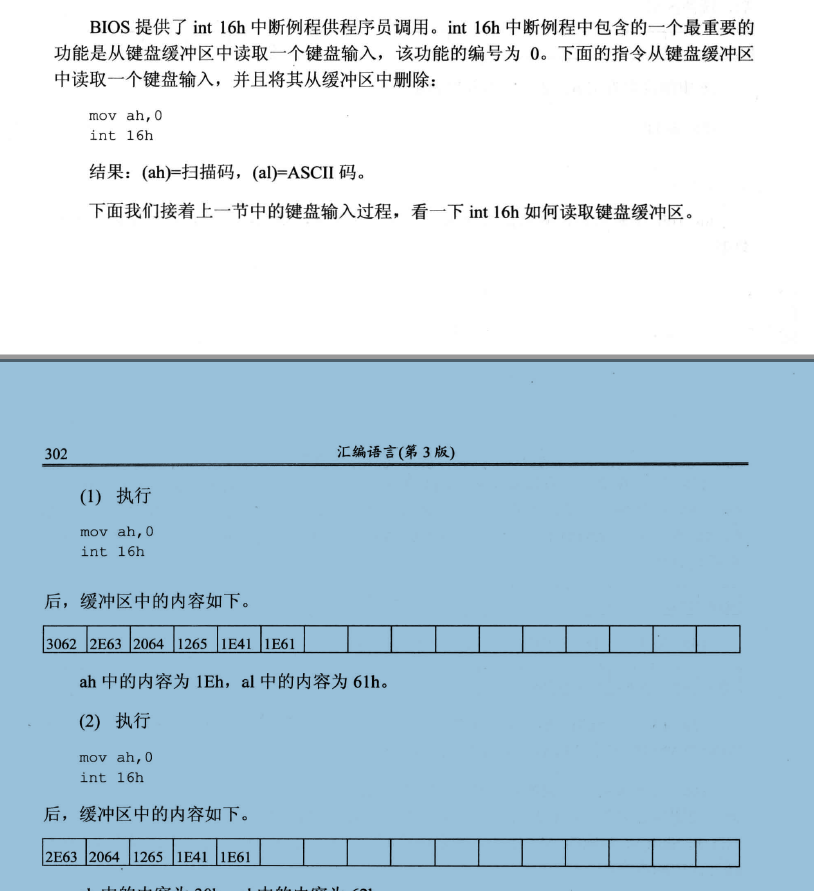 BIOS 提供了 int 16h 中断例程供程序员调用。int 16h 中断例程中包含的一个最重要的
功能是从键盘缓冲区中读取一个键盘输入，该功能的编号为 0。下面的指令从键盘缓冲区
中读取一个键盘输入，并且将其从缓冲区中删除：
mov ah,0
int 16h
结果：(ah)=扫描码，(al)=ASCII 码。
下面我们接着上一节中的键盘输入过程，看一下 int 16h 如何读取键盘缓冲区。
302 汇编语言(第 3 版)
(1) 执行
mov ah,0
int 16h
后，缓冲区中的内容如下。
3062 2E63 2064 1265 1E41 1E61
ah 中的内容为 1Eh，al 中的内容为 61h。
(2) 执行
mov ah,0
int 16h
后，缓冲区中的内容如下。
2E63 2064 1265 1E41 1E61